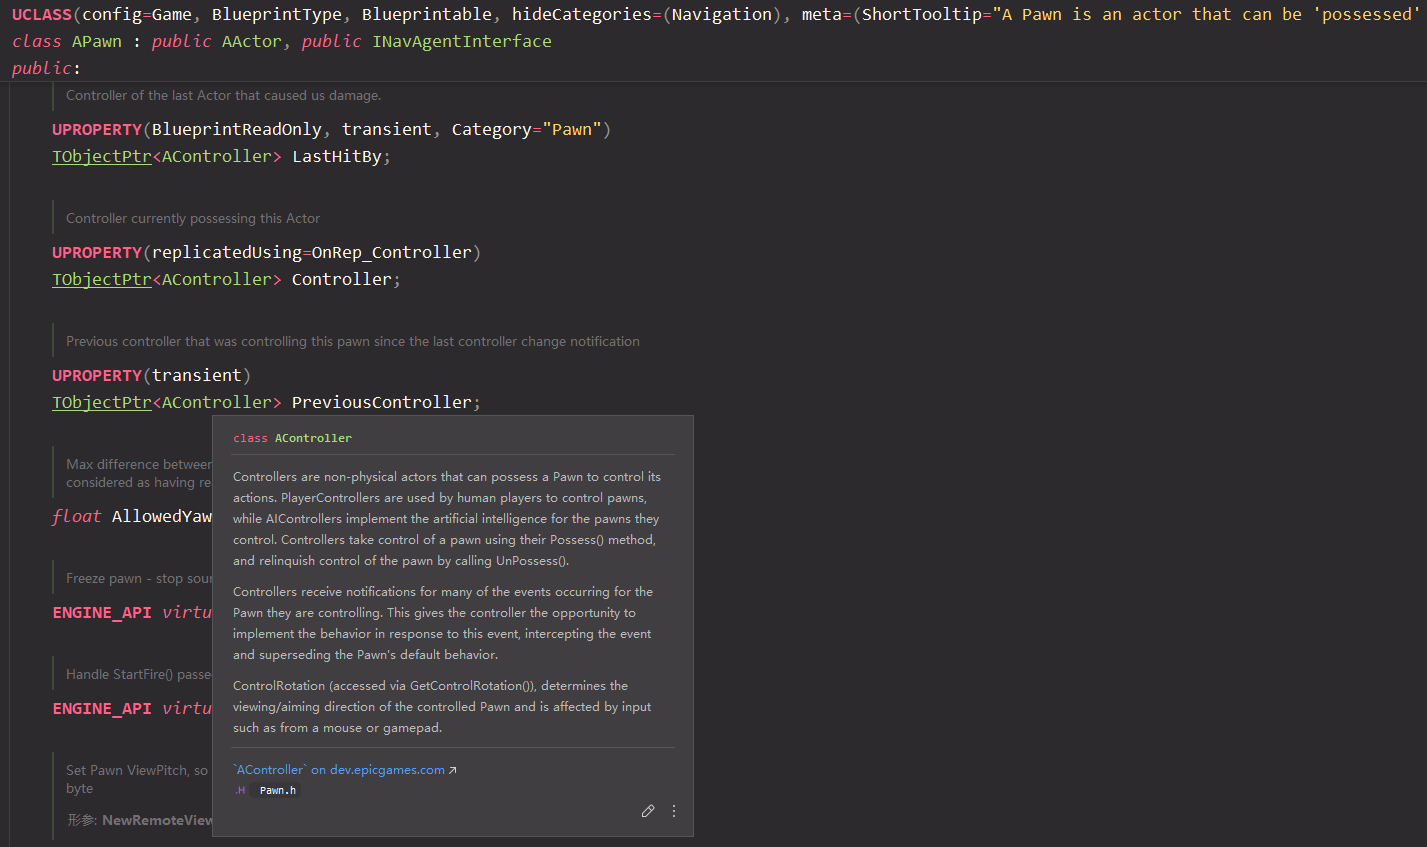 UCLASS(config=Game, BlueprintType, Blueprintable, hideCategories=(Navigation), meta=(ShortTooltip="A Pawn is an actor that can be 'possessed'
class APawn : public AActor, public INavAgentInterface
public:
Controller of the last Actor that caused us damage.
UPROPERTY(BlueprintReadOnly, transient, Category="Pawn")
TObjectPtr<AController> LastHitBy;
Controller currently possessing this Actor
UPROPERTY(replicatedUsing=OnRep_Controller)
TObjectPtr<AController> Controller;
Previous controller that was controlling this pawn since the last controller change notification
UPROPERTY(transient)
TObjectPtr<AController> PreviousController;
class AController
Controllers are non-physical actors that can possess a Pawn to control its
actions. PlayerControllers are used by human players to control pawns,
while AIControllers implement the artificial intelligence for the pawns they
control. Controllers take control of a pawn using their Possess() method,
and relinquish control of the pawn by calling UnPossess().
Controllers receive notifications for many of the events occurring for the
Pawn they are controlling. This gives the controller the opportunity to
implement the behavior in response to this event, intercepting the event
and superseding the Pawn's default behavior.
ControlRotation (accessed via GetControlRotation()), determines the
viewing/aiming direction of the controlled Pawn and is affected by input
such as from a mouse or gamepad.
`AController` on dev.epicgames.com
.H Pawn.h
Max difference between
considered as having re
float AllowedYaw
Freeze pawn - stop sour
ENGINE_API virtu
Handle StartFire() passe
ENGINE_API virtu
Set Pawn ViewPitch, so
byte
形参: NewRemoteView